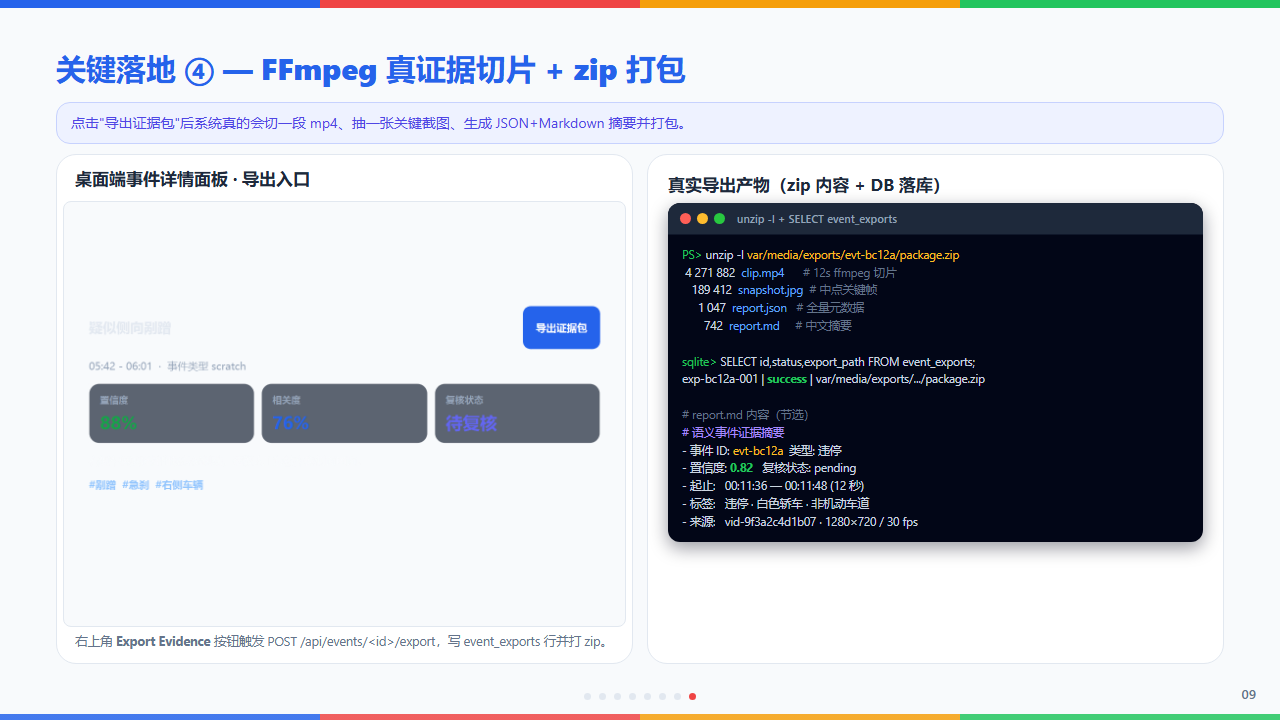 关键落地 ④ — FFmpeg 真证据切片 + zip 打包
点击"导出证据包"后系统真的会切一段 mp4、抽一张关键截图、生成 JSON+Markdown 摘要并打包。
桌面端事件详情面板 · 导出入口
疑似侧向剐蹭
导出证据包
05:42 - 06:01 · 事件类型 scratch
置信度
88%
相关度
76%
复核状态
待复核
#剐蹭 #急刹 #右侧车辆
右上角 Export Evidence 按钮触发 POST /api/events/<id>/export，写 event_exports 行并打 zip。
真实导出产物（zip 内容 + DB 落库）
unzip -l + SELECT event_exports
PS> unzip -l var/media/exports/evt-bc12a/package.zip
4 271 882 clip.mp4 # 12s ffmpeg 切片
189 412 snapshot.jpg # 中点关键帧
1 047 report.json # 全量元数据
742 report.md # 中文摘要
sqlite> SELECT id,status,export_path FROM event_exports;
exp-bc12a-001 | success | var/media/exports/.../package.zip
# report.md 内容（节选）
# 语义事件证据摘要
- 事件 ID: evt-bc12a 类型: 违停
- 置信度: 0.82 复核状态: pending
- 起止: 00:11:36 — 00:11:48 (12 秒)
- 标签: 违停 · 白色轿车 · 非机动车道
- 来源: vid-9f3a2c4d1b07 · 1280×720 / 30 fps
09